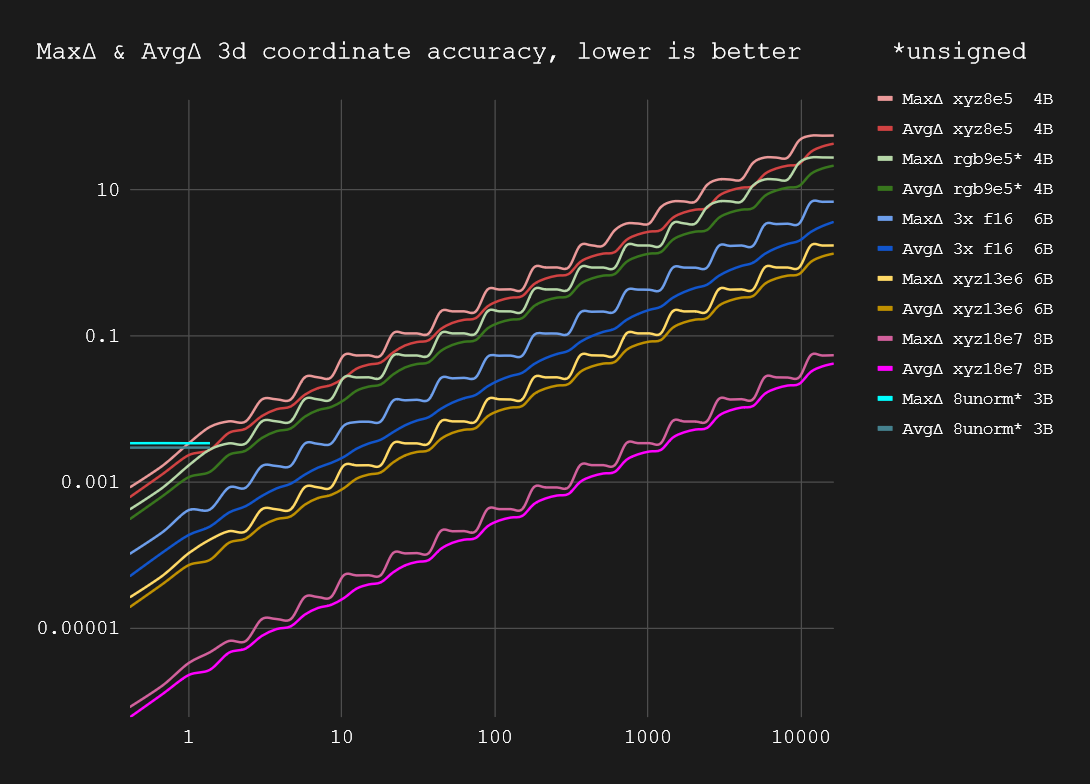 MaxΔ & AvgΔ 3d coordinate accuracy, lower is better
*unsigned
MaxΔ xyz8e5 4B
AvgΔ xyz8e5 4B
MaxΔ rgb9e5* 4B
AvgΔ rgb9e5* 4B
MaxΔ 3x f16 6B
AvgΔ 3x f16 6B
MaxΔ xyz13e6 6B
AvgΔ xyz13e6 6B
MaxΔ xyz18e7 8B
AvgΔ xyz18e7 8B
MaxΔ 8unorm* 3B
AvgΔ 8unorm* 3B
10
0.1
0.001
0.00001
1 10 100 1000 10000